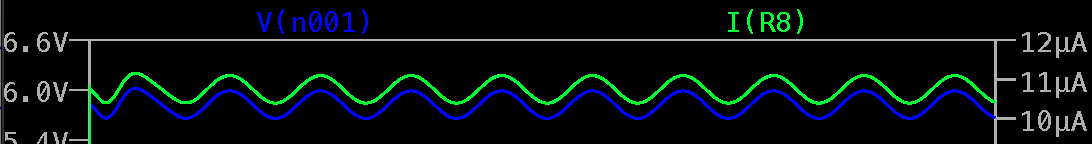 V(n001) I(R8)
6.6V 12µA
6.0V 11µA
5.4V 10µA